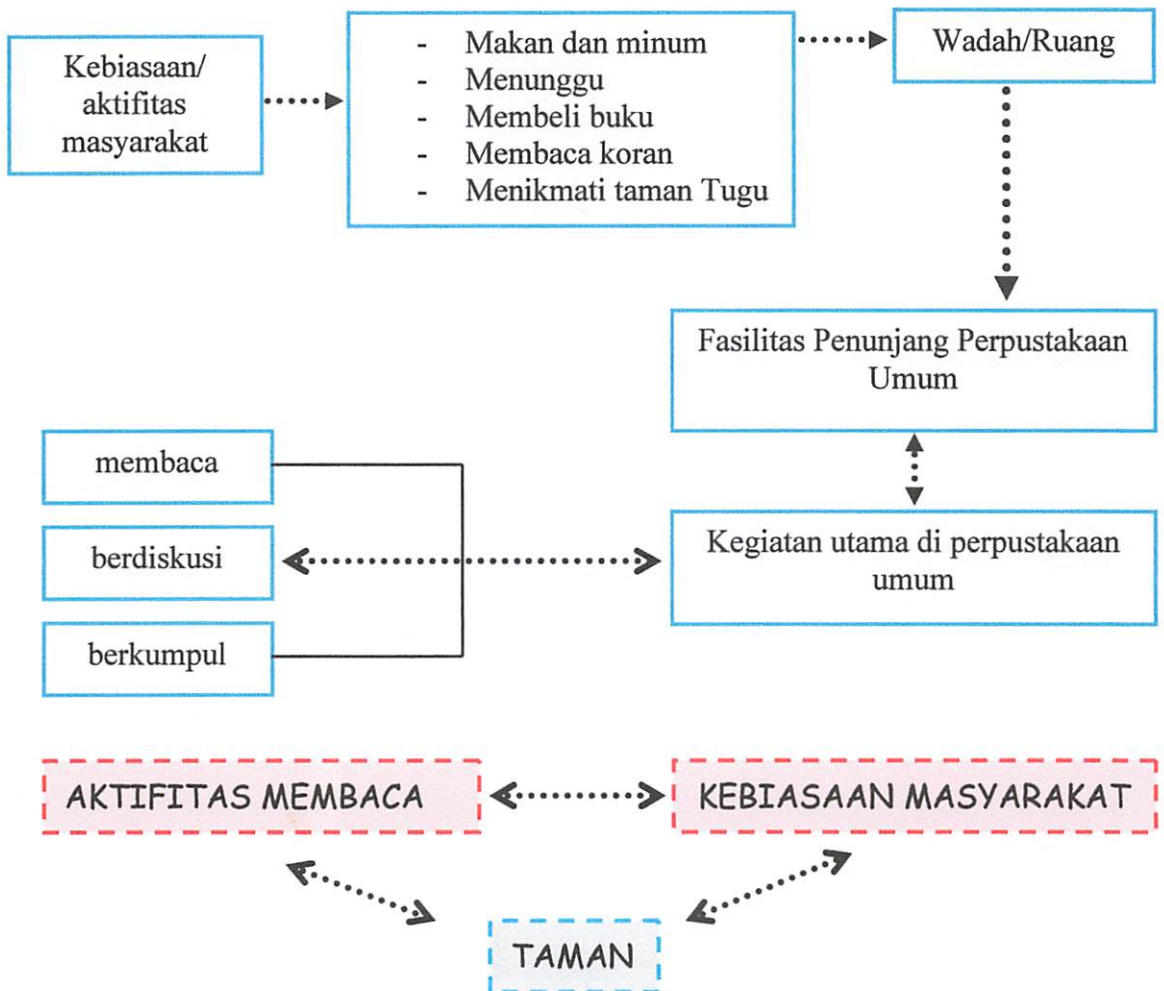 Kebiasaan/
aktifitas
masyarakat
- Makan dan minum
- Menunggu
- Membeli buku
- Membaca koran
- Menikmati taman Tugu
Wadah/Ruang
Fasilitas Penunjang Perpustakaan
Umum
membaca
berdiskusi
berkumpul
Kegiatan utama di perpustakaan
umum
AKTIFITAS MEMBACA
KEBIASAAN MASYARAKAT
TAMAN